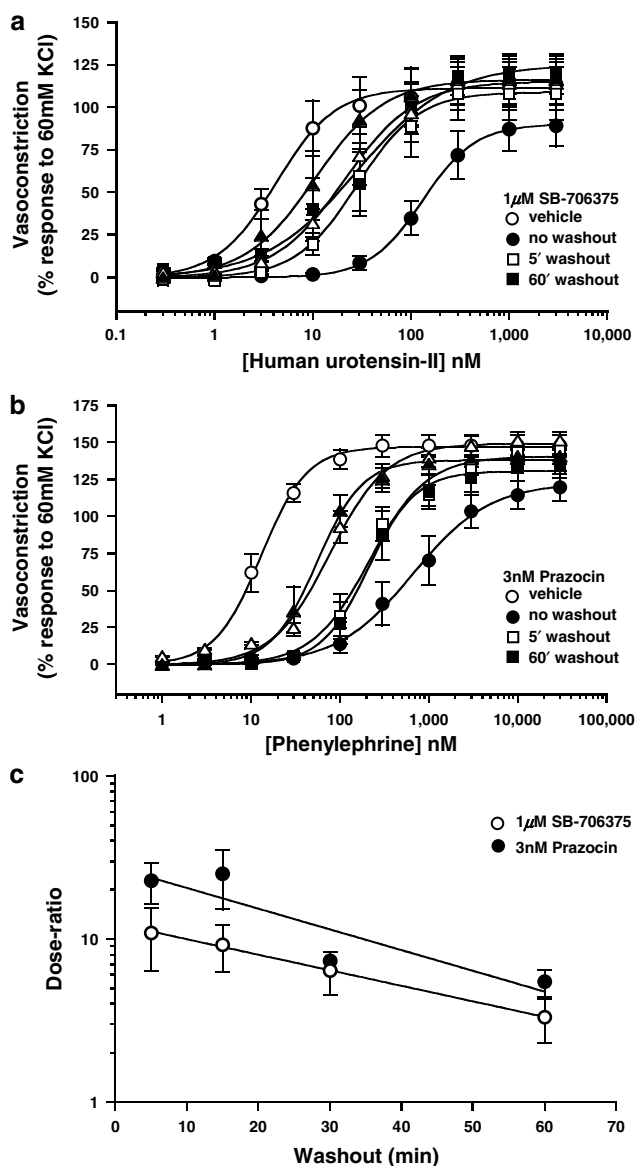 a
150
125
100
75
50
25
0
Vasoconstriction
(% response to 60mM KCl)
1μM SB-706375
vehicle
no washout
5′ washout
60′ washout
0.1
1
10
100
1,000
10,000
[Human urotensin-II] nM
b
175
150
125
100
75
50
25
0
Vasoconstriction
(% response to 60mM KCl)
3nM Prazocin
vehicle
no washout
5′ washout
60′ washout
1
10
100
1,000
10,000
100,000
[Phenylephrine] nM
c
100
10
1
Dose-ratio
1μM SB-706375
3nM Prazocin
0
10
20
30
40
50
60
70
Washout (min)